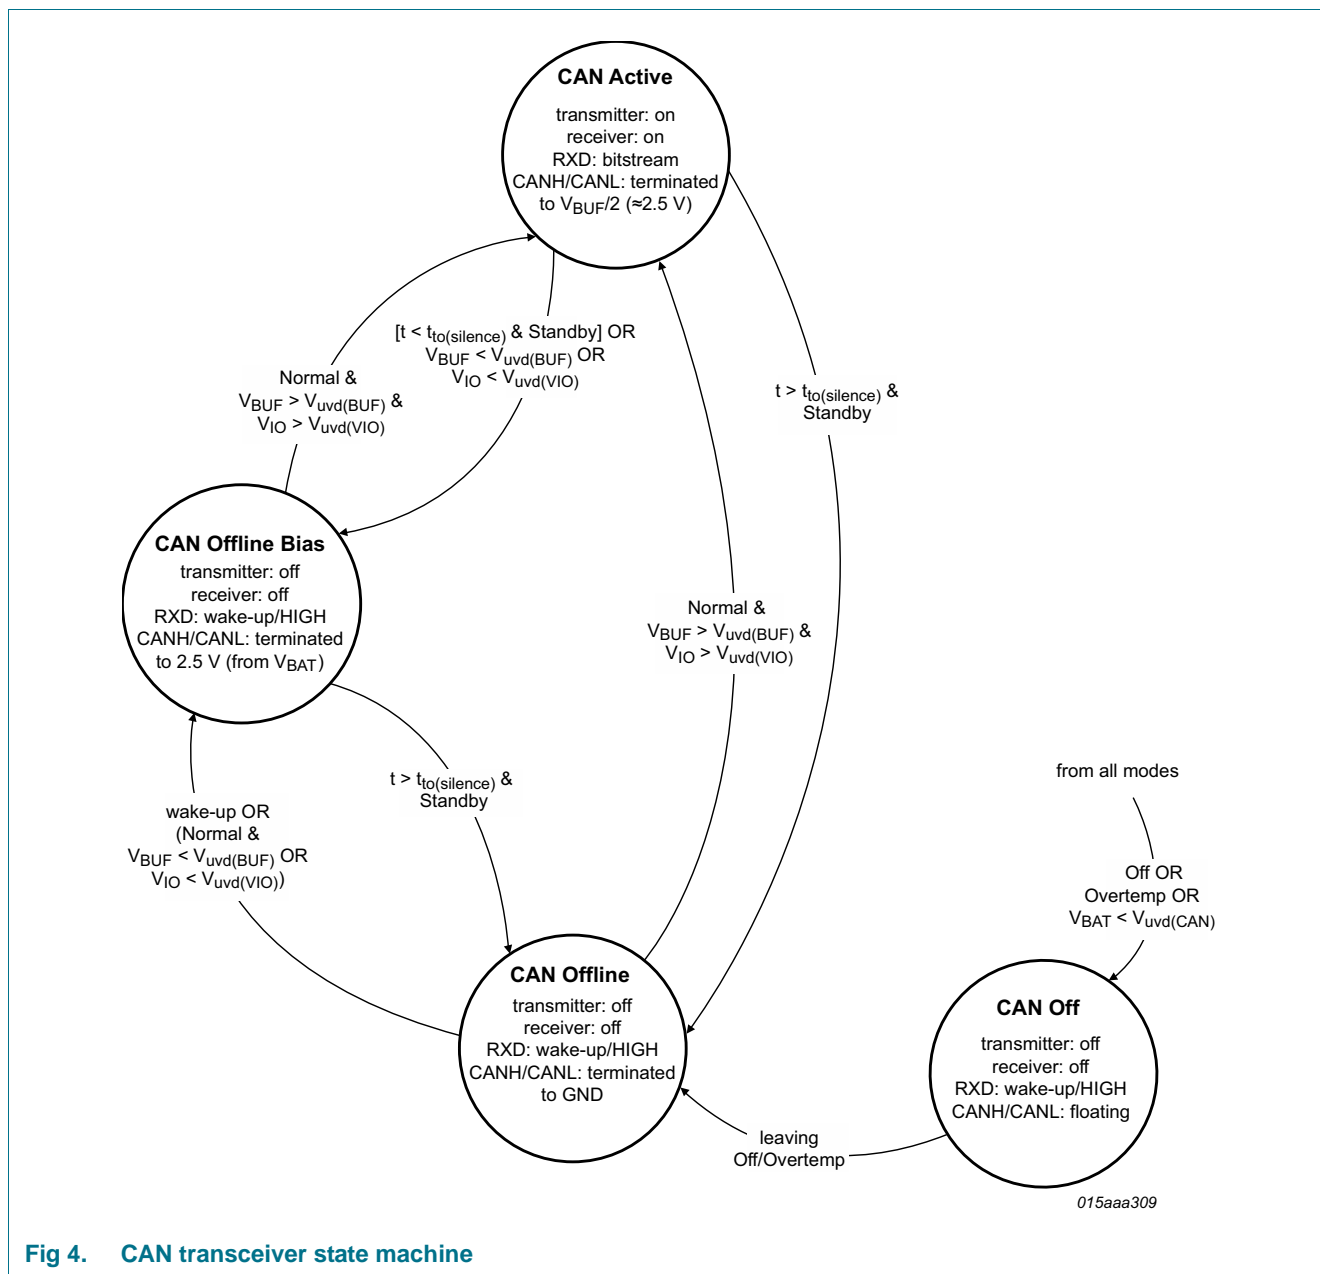 CAN Active
transmitter: on
receiver: on
RXD: bitstream
CANH/CANL: terminated
to VBUF/2 (≈2.5 V)
[t < tto(silence) & Standby] OR
VBUF < Vuvd(BUF) OR
VIO < Vuvd(VIO)
Normal &
VBUF > Vuvd(BUF) &
VIO > Vuvd(VIO)
t > tto(silence) &
Standby
CAN Offline Bias
transmitter: off
receiver: off
RXD: wake-up/HIGH
CANH/CANL: terminated
to 2.5 V (from VBAT)
Normal &
VBUF > Vuvd(BUF) &
VIO > Vuvd(VIO)
t > tto(silence) &
Standby
wake-up OR
(Normal &
VBUF < Vuvd(BUF) OR
VIO < Vuvd(VIO))
from all modes
Off OR
Overtemp OR
VBAT < Vuvd(CAN)
CAN Offline
transmitter: off
receiver: off
RXD: wake-up/HIGH
CANH/CANL: terminated
to GND
CAN Off
transmitter: off
receiver: off
RXD: wake-up/HIGH
CANH/CANL: floating
leaving
Off/Overtemp
015aaa309
Fig 4. CAN transceiver state machine